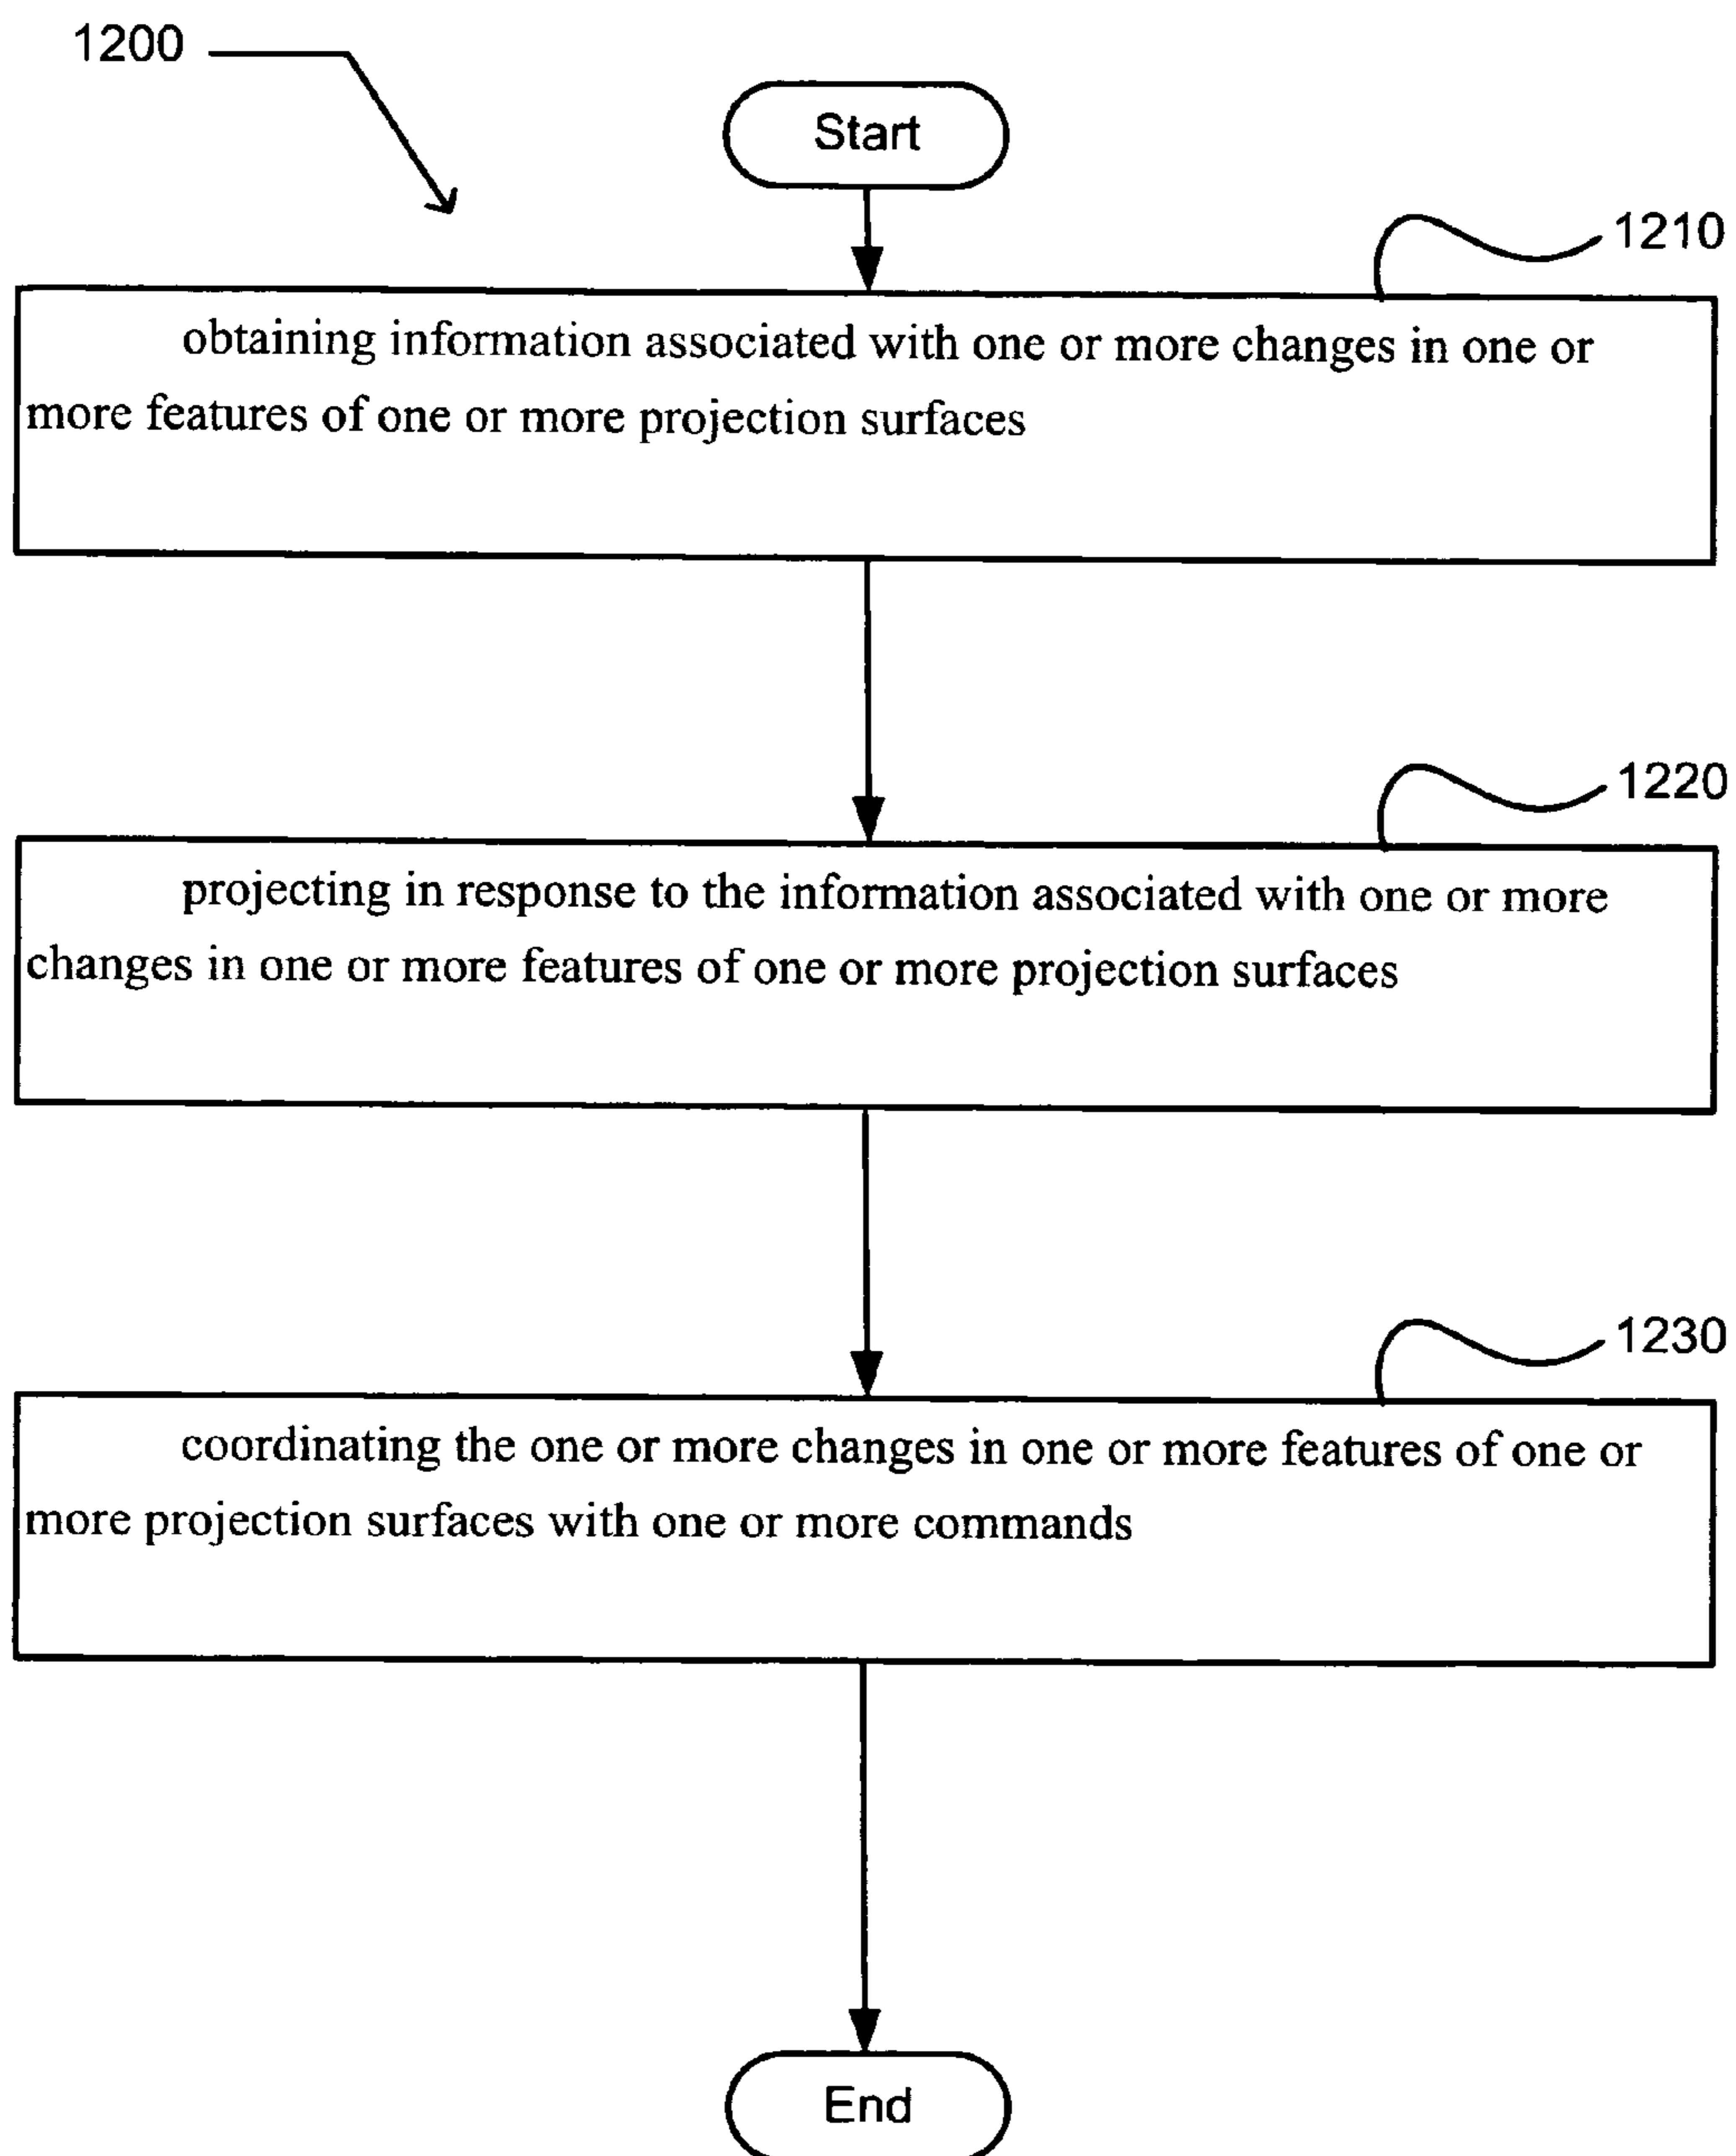 1200
Start
1210
obtaining information associated with one or more changes in one or
more features of one or more projection surfaces
1220
projecting in response to the information associated with one or more
changes in one or more features of one or more projection surfaces
1230
coordinating the one or more changes in one or more features of one or
more projection surfaces with one or more commands
End